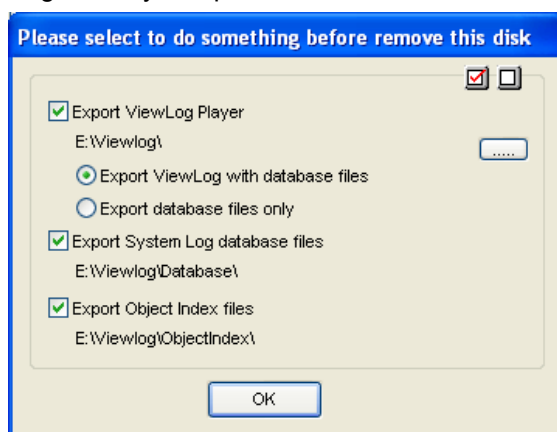 Please select to do something before remove this disk
Export ViewLog Player
E:\Viewlog\
.....
Export ViewLog with database files
Export database files only
Export System Log database files
E:\Viewlog\Database\
Export Object Index files
E:\Viewlog\ObjectIndex\
OK